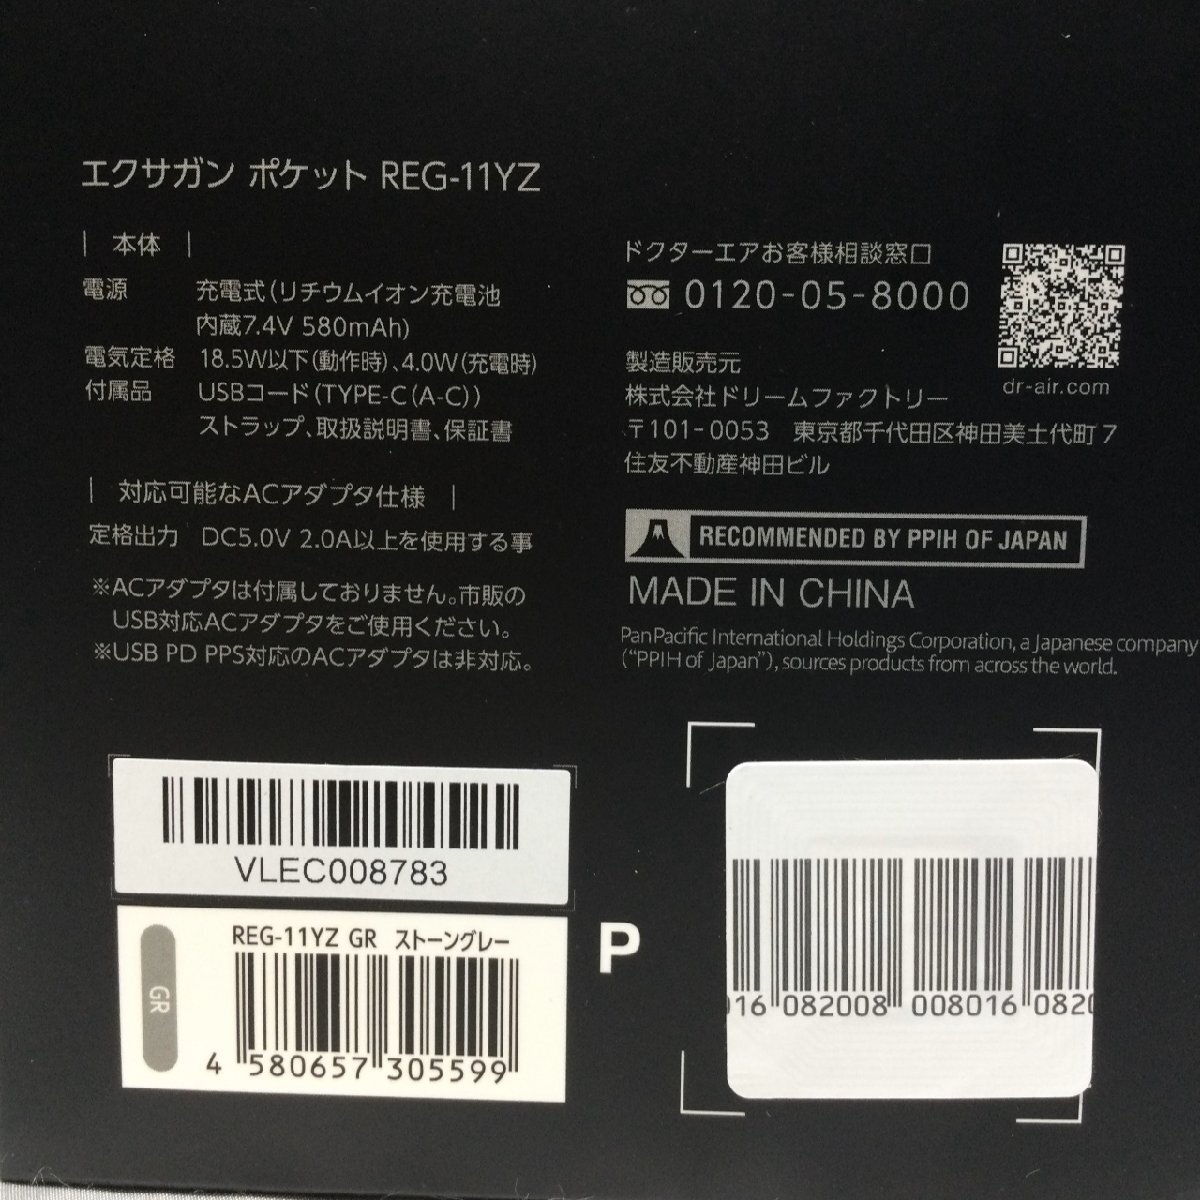 エクサガン ポケット REG-11YZ
| 本体 |
電源 充電式(リチウムイオン充電池
内蔵7.4V 580mAh)
電気定格 18.5W以下(動作時)、4.0W(充電時)
付属品 USBコード(TYPE-C(A-C))
ストラップ、取扱説明書、保証書
| 対応可能なACアダプタ仕様 |
定格出力 DC5.0V 2.0A以上を使用する事
※ACアダプタは付属しておりません。市販の
USB対応ACアダプタをご使用ください。
※USB PD PPS対応のACアダプタは非対応。
ドクターエアお客様相談窓口
0120-05-8000
dr-air.com
製造販売元
株式会社ドリームファクトリー
〒101-0053 東京都千代田区神田美土代町7
住友不動産神田ビル
RECOMMENDED BY PPIH OF JAPAN
MADE IN CHINA
PanPacific International Holdings Corporation, a Japanese company
("PPIH of Japan"), sources products from across the world.
VLEC008783
REG-11YZ GR ストーングレー
GR
4 580657 305599
P
016 082008 008016 0820